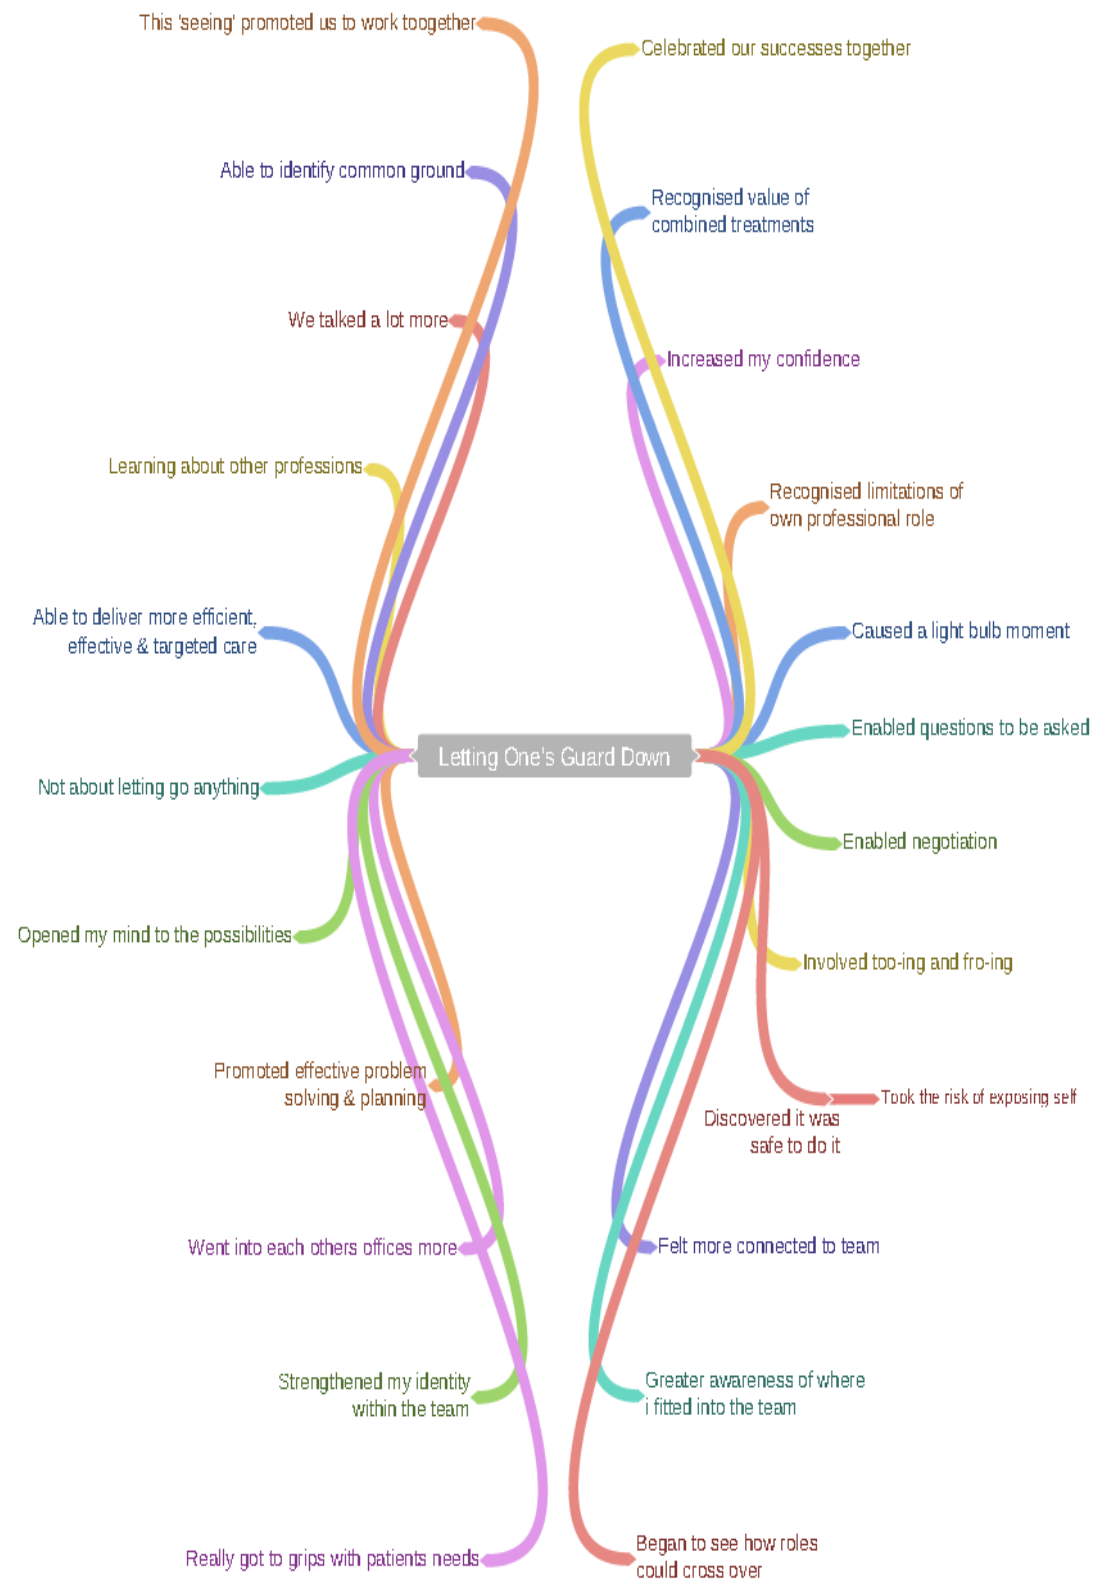 This 'seeing' promoted us to work toogether
Able to identify common ground
We talked a lot more
Learning about other professions
Able to deliver more efficient,
effective & targeted care
Not about letting go anything
Opened my mind to the possibilities
Promoted effective problem
solving & planning
Went into each others offices more
Strengthened my identity
within the team
Really got to grips with patients needs
Letting One's Guard Down
Celebrated our successes together
Recognised value of
combined treatments
Increased my confidence
Recognised limitations of
own professional role
Caused a light bulb moment
Enabled questions to be asked
Enabled negotiation
Involved too-ing and fro-ing
Discovered it was
safe to do it
Took the risk of exposing self
Felt more connected to team
Greater awareness of where
i fitted into the team
Began to see how roles
could cross over